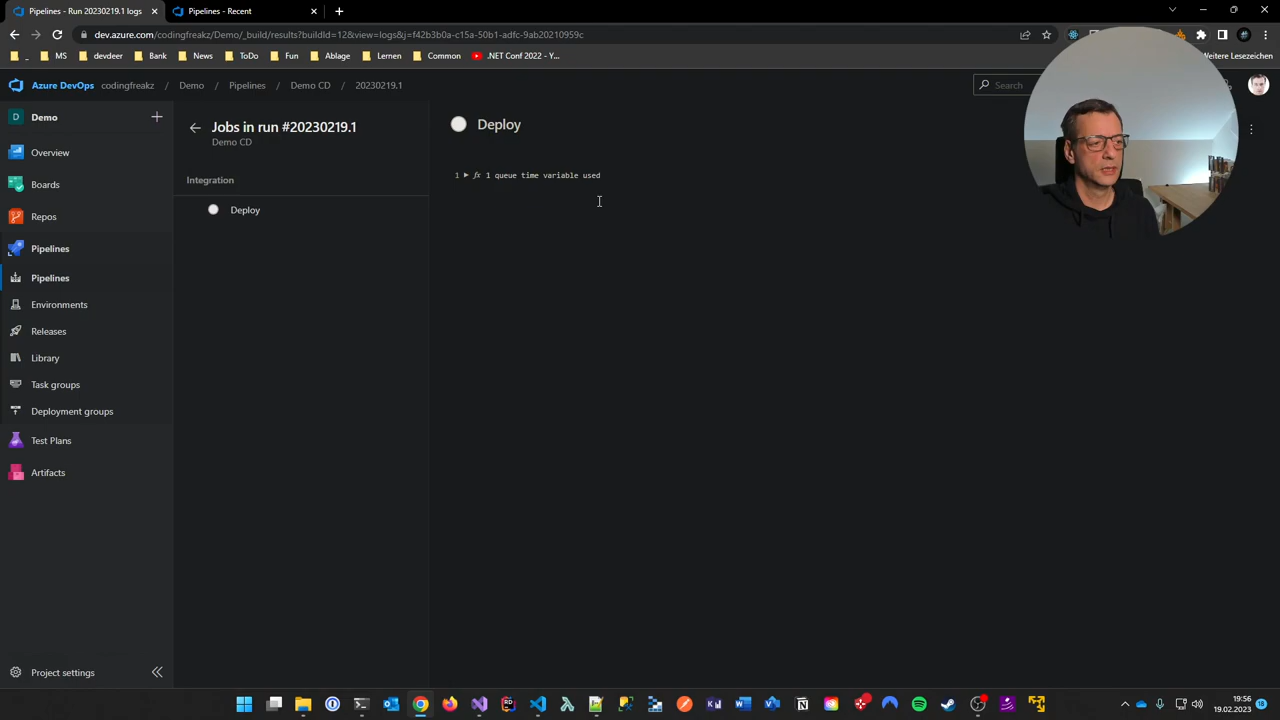 Pipelines - Run 20230219.1 logs
Pipelines - Recent
dev.azure.com/codingfreakz/Demo/_build/results?buildId=12&view=logs&j=f42b3b0a-c15a-50b1-adfc-9ab20210959c
MS
devdeer
Bank
News
ToDo
Fun
Ablage
Lernen
Common
.NET Conf 2022 - Y...
Weitere Lesezeichen
Azure DevOps
codingfreakz
/
Demo
/
Pipelines
/
Demo CD
/
20230219.1
Search
D
Demo
Overview
Boards
Repos
Pipelines
Pipelines
Environments
Releases
Library
Task groups
Deployment groups
Test Plans
Artifacts
Project settings
Jobs in run #20230219.1
Demo CD
Integration
Deploy
Deploy
1 fx 1 queue time variable used
19:56
19.02.2023